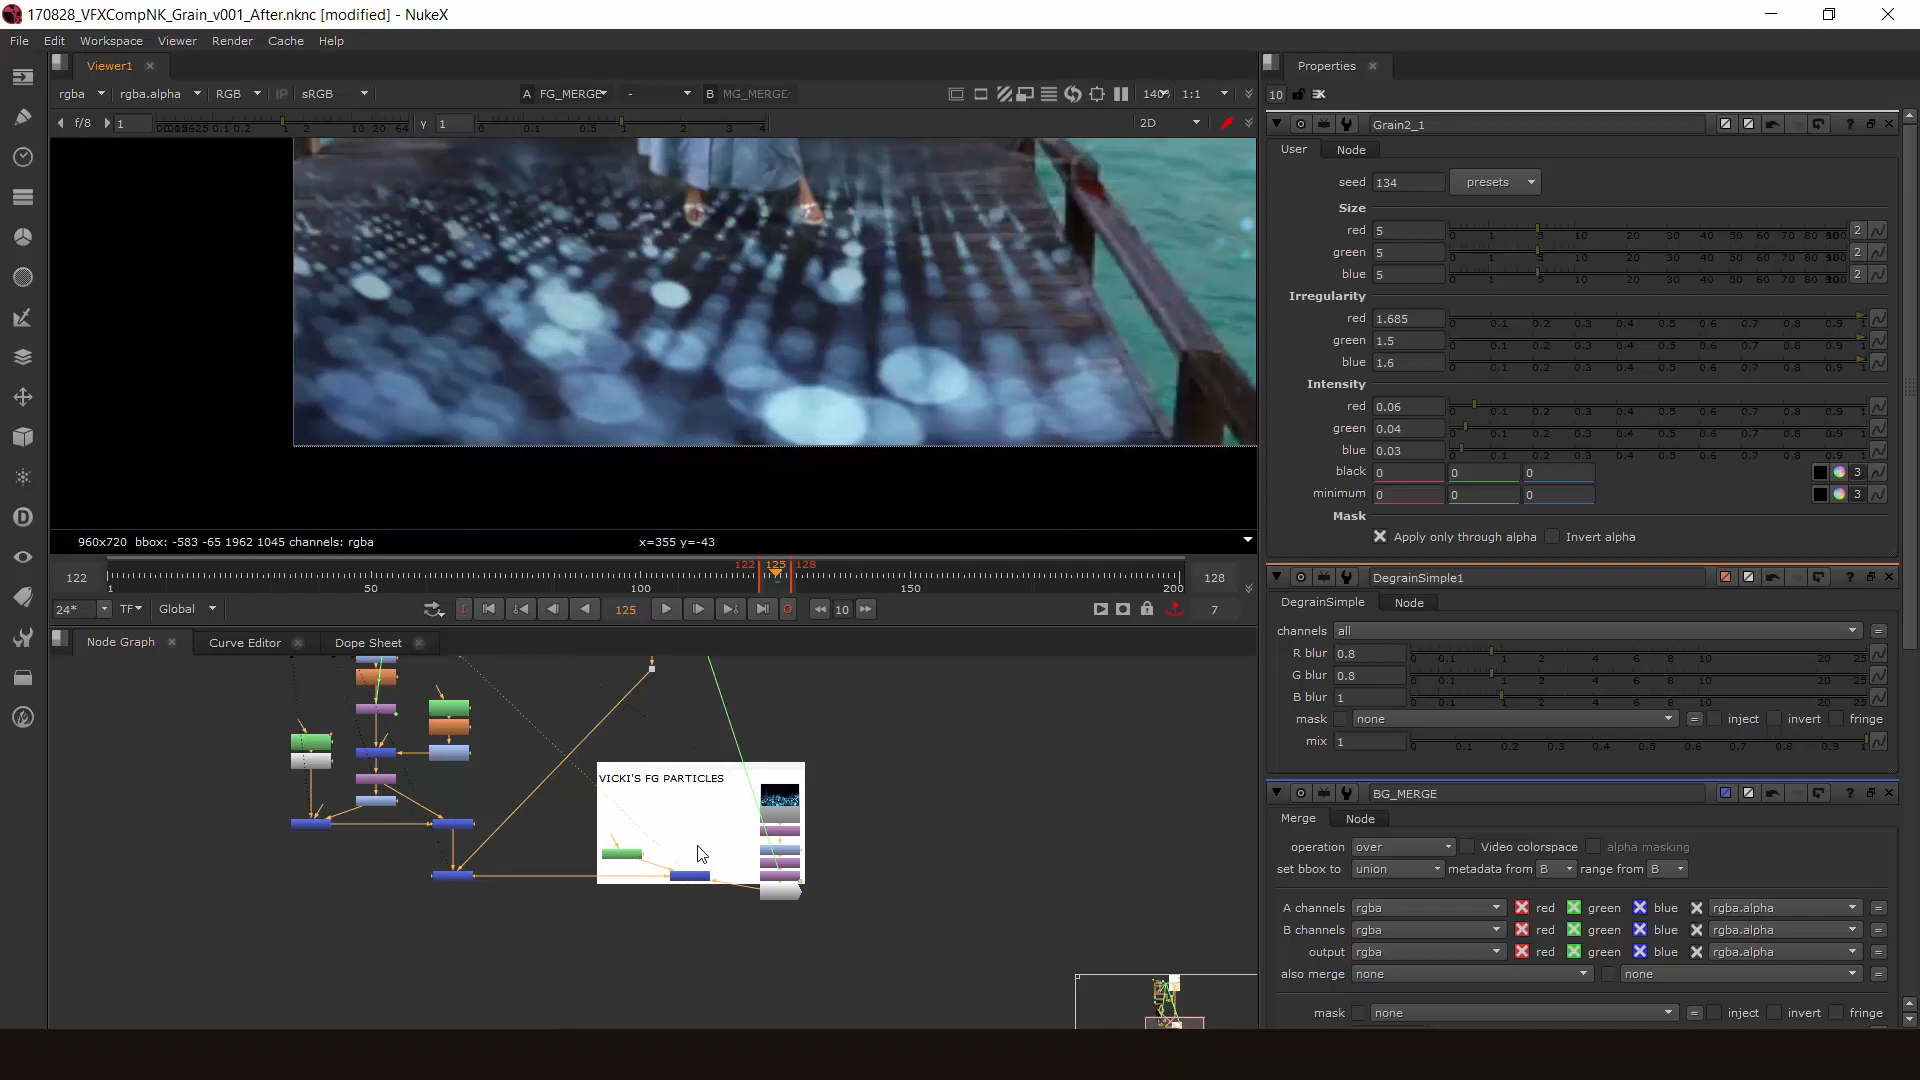 170828_VFXCompNK_Grain_v001_After.nknc [modified] - NukeX
File Edit Workspace Viewer Render Cache Help
Viewer1
rgba rgba.alpha RGB IP sRGB A FG_MERGE - B MG_MERGE 1:1
f/8 1 Y 1 2D
960x720 bbox: -583 -65 1962 1045 channels: rgba x=355 y=-43
122 1 50 100 122 125 128 150 200 128
24* TF Global 125 10 7
Node Graph Curve Editor Dope Sheet
VICKI'S FG PARTICLES
Properties
10
Grain2_1
User Node
seed 134 presets
Size
red 5 2
green 5 2
blue 5 2
Irregularity
red 1.685
green 1.5
blue 1.6
Intensity
red 0.06
green 0.04
blue 0.03
black 0 0 0 3
minimum 0 0 0 3
Mask
Apply only through alpha Invert alpha
DegrainSimple1
DegrainSimple Node
channels all
R blur 0.8
G blur 0.8
B blur 1
mask none inject invert fringe
mix 1
BG_MERGE
Merge Node
operation over Video colorspace alpha masking
set bbox to union metadata from B range from B
A channels rgba red green blue rgba.alpha
B channels rgba red green blue rgba.alpha
output rgba red green blue rgba.alpha
also merge none none
mask none inject invert fringe